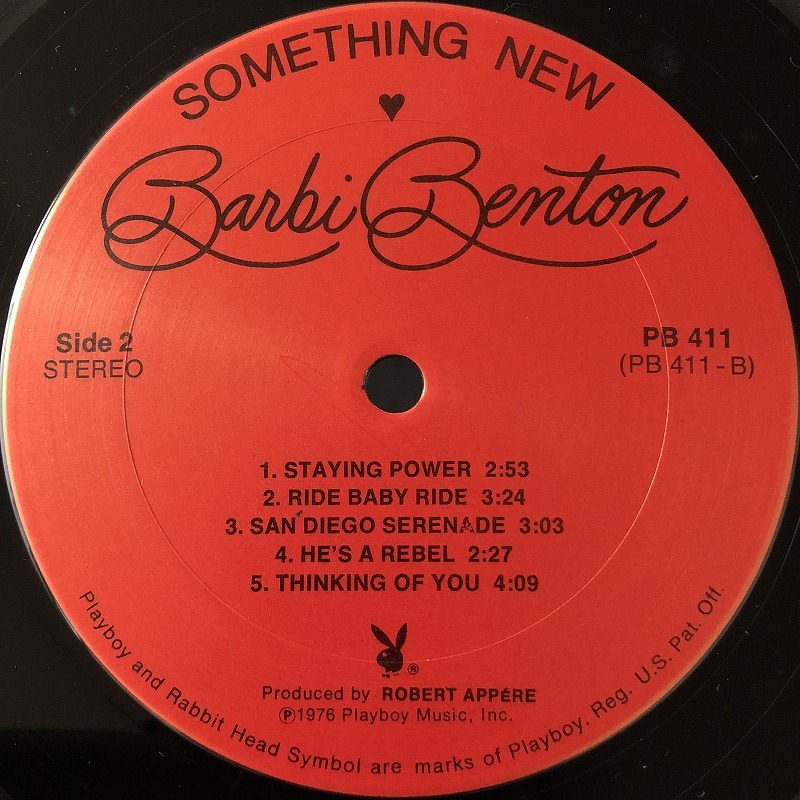 SOMETHING NEW
Barbi Benton
Side 2
STEREO
PB 411
(PB 411-B)
1. STAYING POWER 2:53
2. RIDE BABY RIDE 3:24
3. SAN DIEGO SERENADE 3:03
4. HE'S A REBEL 2:27
5. THINKING OF YOU 4:09
®
Produced by ROBERT APPÉRE
℗1976 Playboy Music, Inc.
Playboy and Rabbit Head Symbol are marks of Playboy. Reg. U.S. Pat. Off.